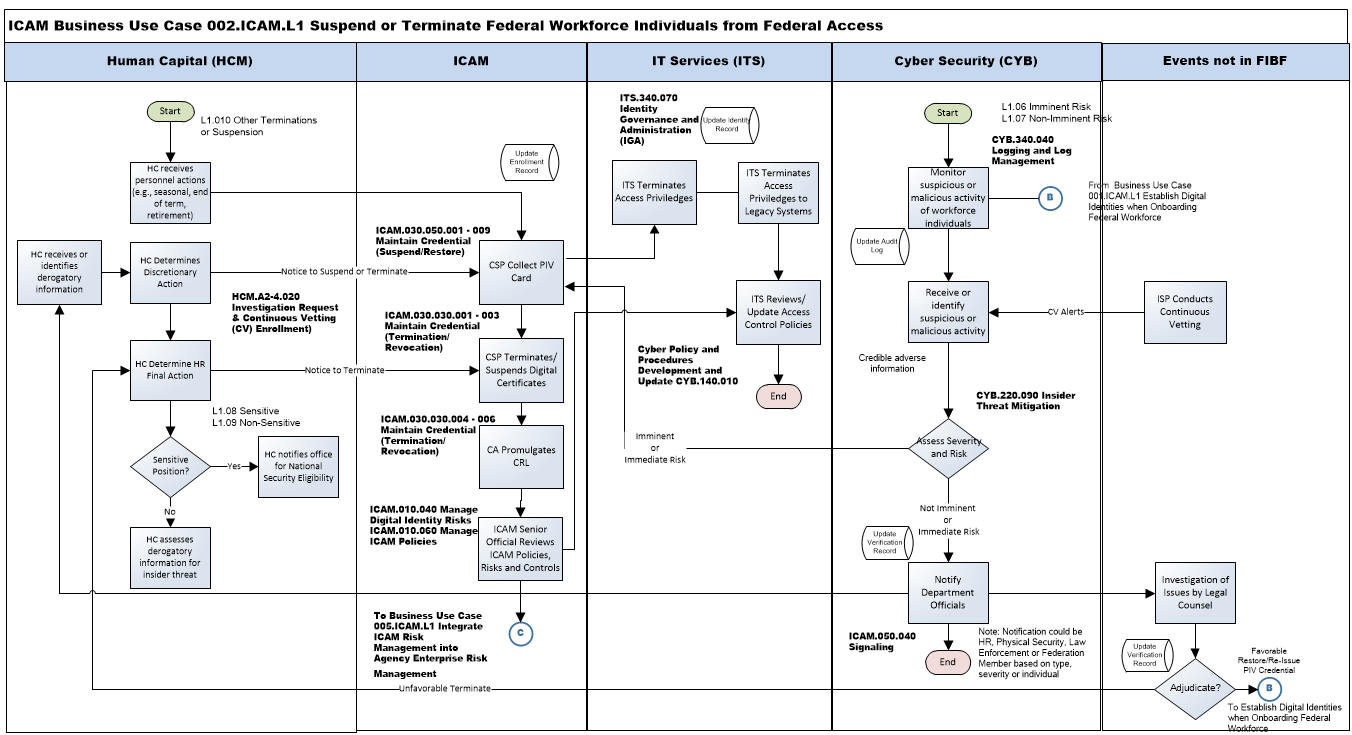 ICAM Business Use Case 002.ICAM.L1 Suspend or Terminate Federal Workforce Individuals from Federal Access
Human Capital (HCM)
ICAM
IT Services (ITS)
Cyber Security (CYB)
Events not in FIBF
Start
L1.010 Other Terminations
or Suspension
HC receives
personnel actions
(e.g., seasonal, end
of term,
retirement)
HC receives or
identifies
derogatory
information
HC Determines
Discretionary
Action
Notice to Suspend or Terminate
HCM.A2-4.020
Investigation Request
& Continuous Vetting
(CV) Enrollment)
HC Determine HR
Final Action
Notice to Terminate
L1.08 Sensitive
L1.09 Non-Sensitive
Sensitive
Position?
Yes
HC notifies office
for National
Security Eligibility
No
HC assesses
derogatory
information for
insider threat
Update
Enrollment
Record
ICAM.030.050.001 - 009
Maintain Credential
(Suspend/Restore)
CSP Collect PIV
Card
ICAM.030.030.001 - 003
Maintain Credential
(Termination/
Revocation)
CSP Terminates/
Suspends Digital
Certificates
ICAM.030.030.004 - 006
Maintain Credential
(Termination/
Revocation)
CA Promulgates
CRL
ICAM.010.040 Manage
Digital Identity Risks
ICAM.010.060 Manage
ICAM Policies
ICAM Senior
Official Reviews
ICAM Policies,
Risks and Controls
To Business Use Case
005.ICAM.L1 Integrate
ICAM Risk
Management into
Agency Enterprise Risk
Management
C
Unfavorable Terminate
ITS.340.070
Identity
Governance and
Administration
(IGA)
Update Identity
Record
ITS Terminates
Access Priviledges
ITS Terminates
Access
Priviledges to
Legacy Systems
ITS Reviews/
Update Access
Control Policies
Cyber Policy and
Procedures
Development and
Update CYB.140.010
End
Imminent
or
Immediate Risk
Start
L1.06 Imminent Risk
L1.07 Non-Imminent Risk
CYB.340.040
Logging and Log
Management
Monitor
suspicious or
malicious activity
of workforce
individuals
B
From Business Use Case
001.ICAM.L1 Establish Digital
Identities when Onboarding
Federal Workforce
Update Audit
Log
Receive or
identify
suspicious or
malicious activity
CV Alerts
ISP Conducts
Continuous
Vetting
Credible adverse
information
CYB.220.090 Insider
Threat Mitigation
Assess Severity
and Risk
Not Imminent
or
Immediate Risk
Update
Verification
Record
Notify
Department
Officials
ICAM.050.040
Signaling
End
Note: Notification could be
HR, Physical Security, Law
Enforcement or Federation
Member based on type,
severity or individual
Investigation of
Issues by Legal
Counsel
Update
Verification
Record
Adjudicate?
Favorable
Restore/Re-Issue
PIV Credential
B
To Establish Digital Identities
when Onboarding Federal
Workforce